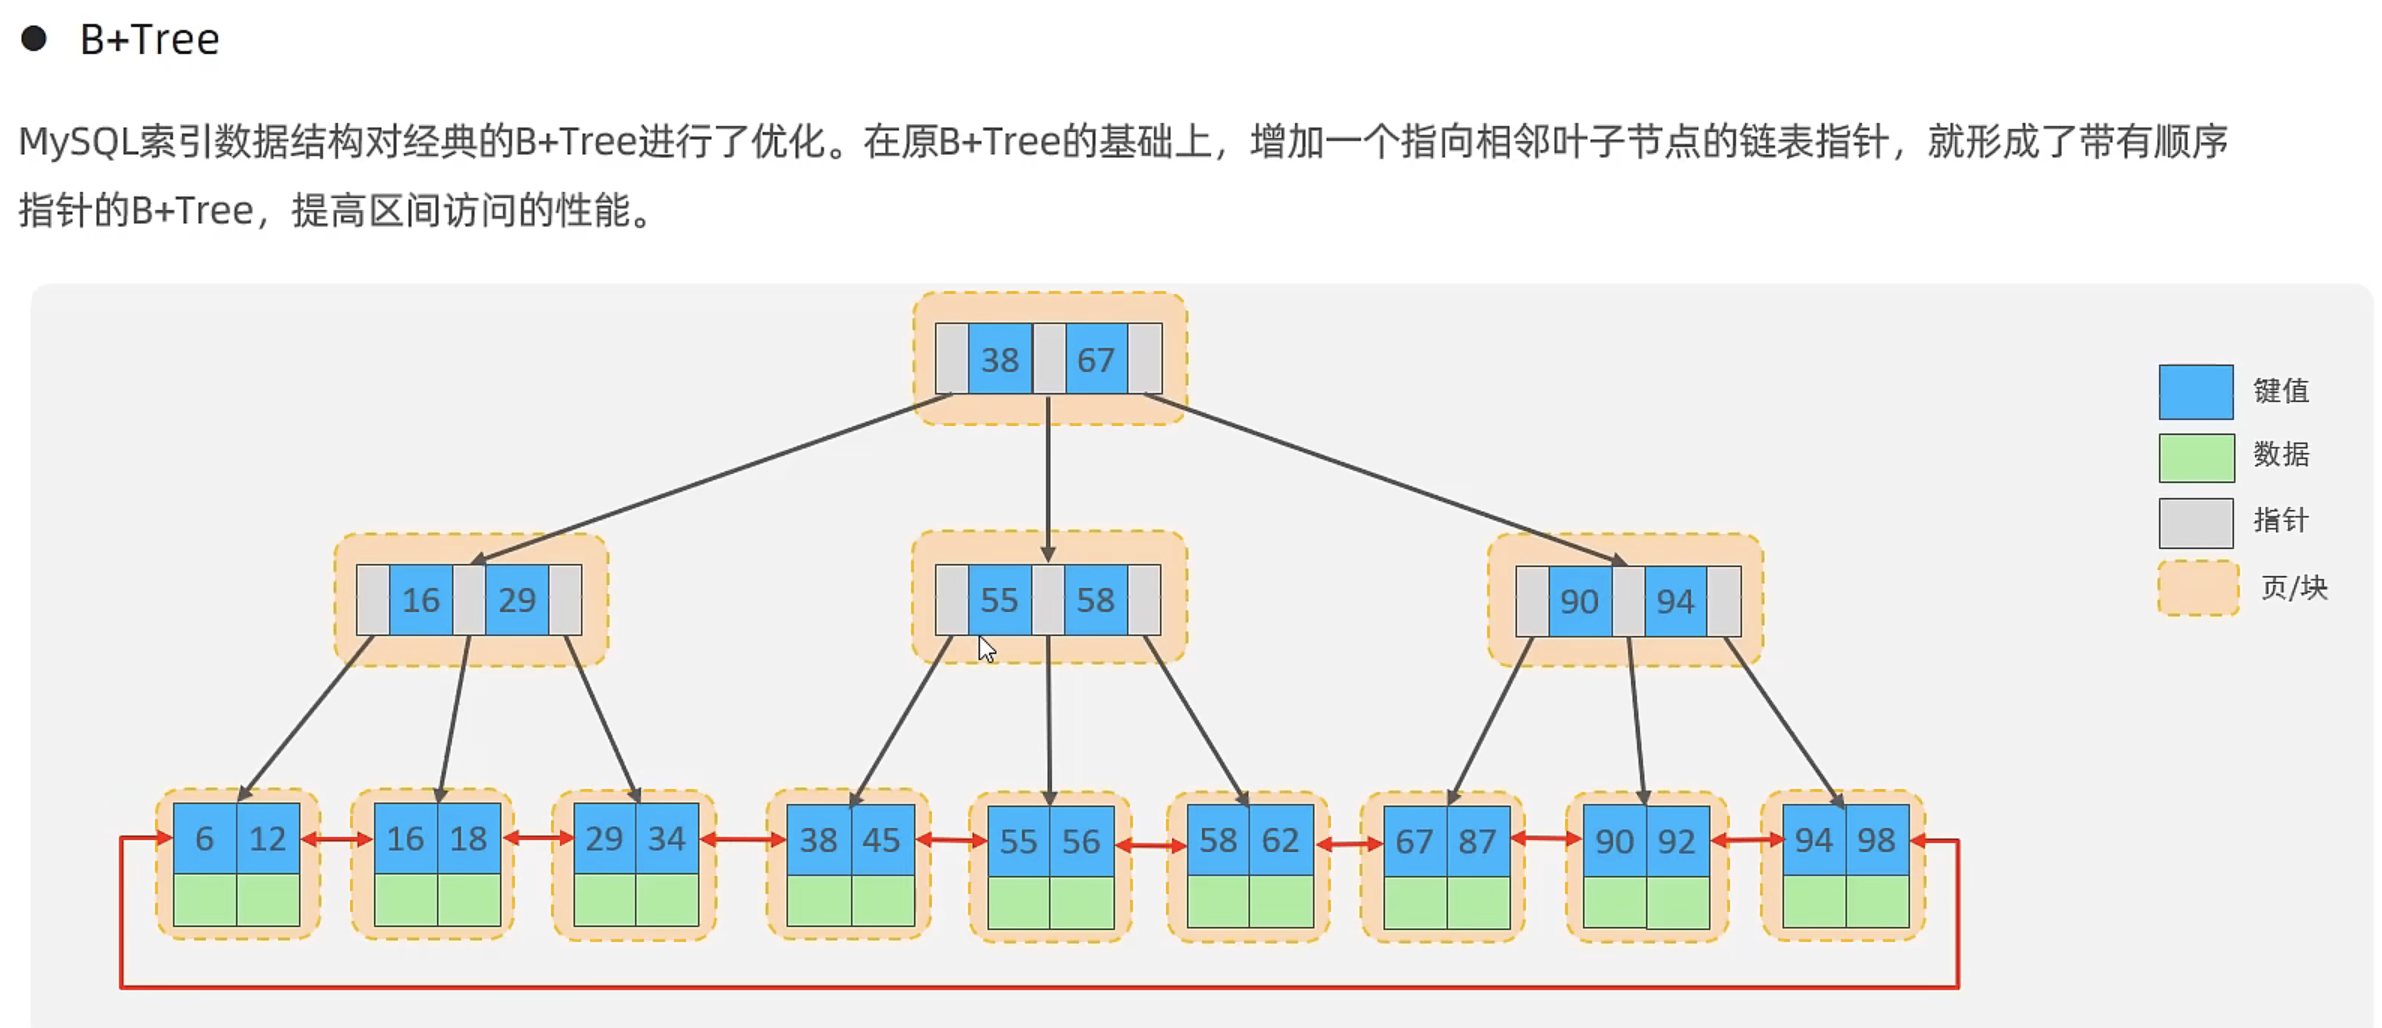 ● B+Tree
MySQL索引数据结构对经典的B+Tree进行了优化。在原B+Tree的基础上，增加一个指向相邻叶子节点的链表指针，就形成了带有顺序
指针的B+Tree，提高区间访问的性能。
38 67
键值
数据
指针
页/块
16 29 55 58 90 94
6 12 16 18 29 34 38 45 55 56 58 62 67 87 90 92 94 98